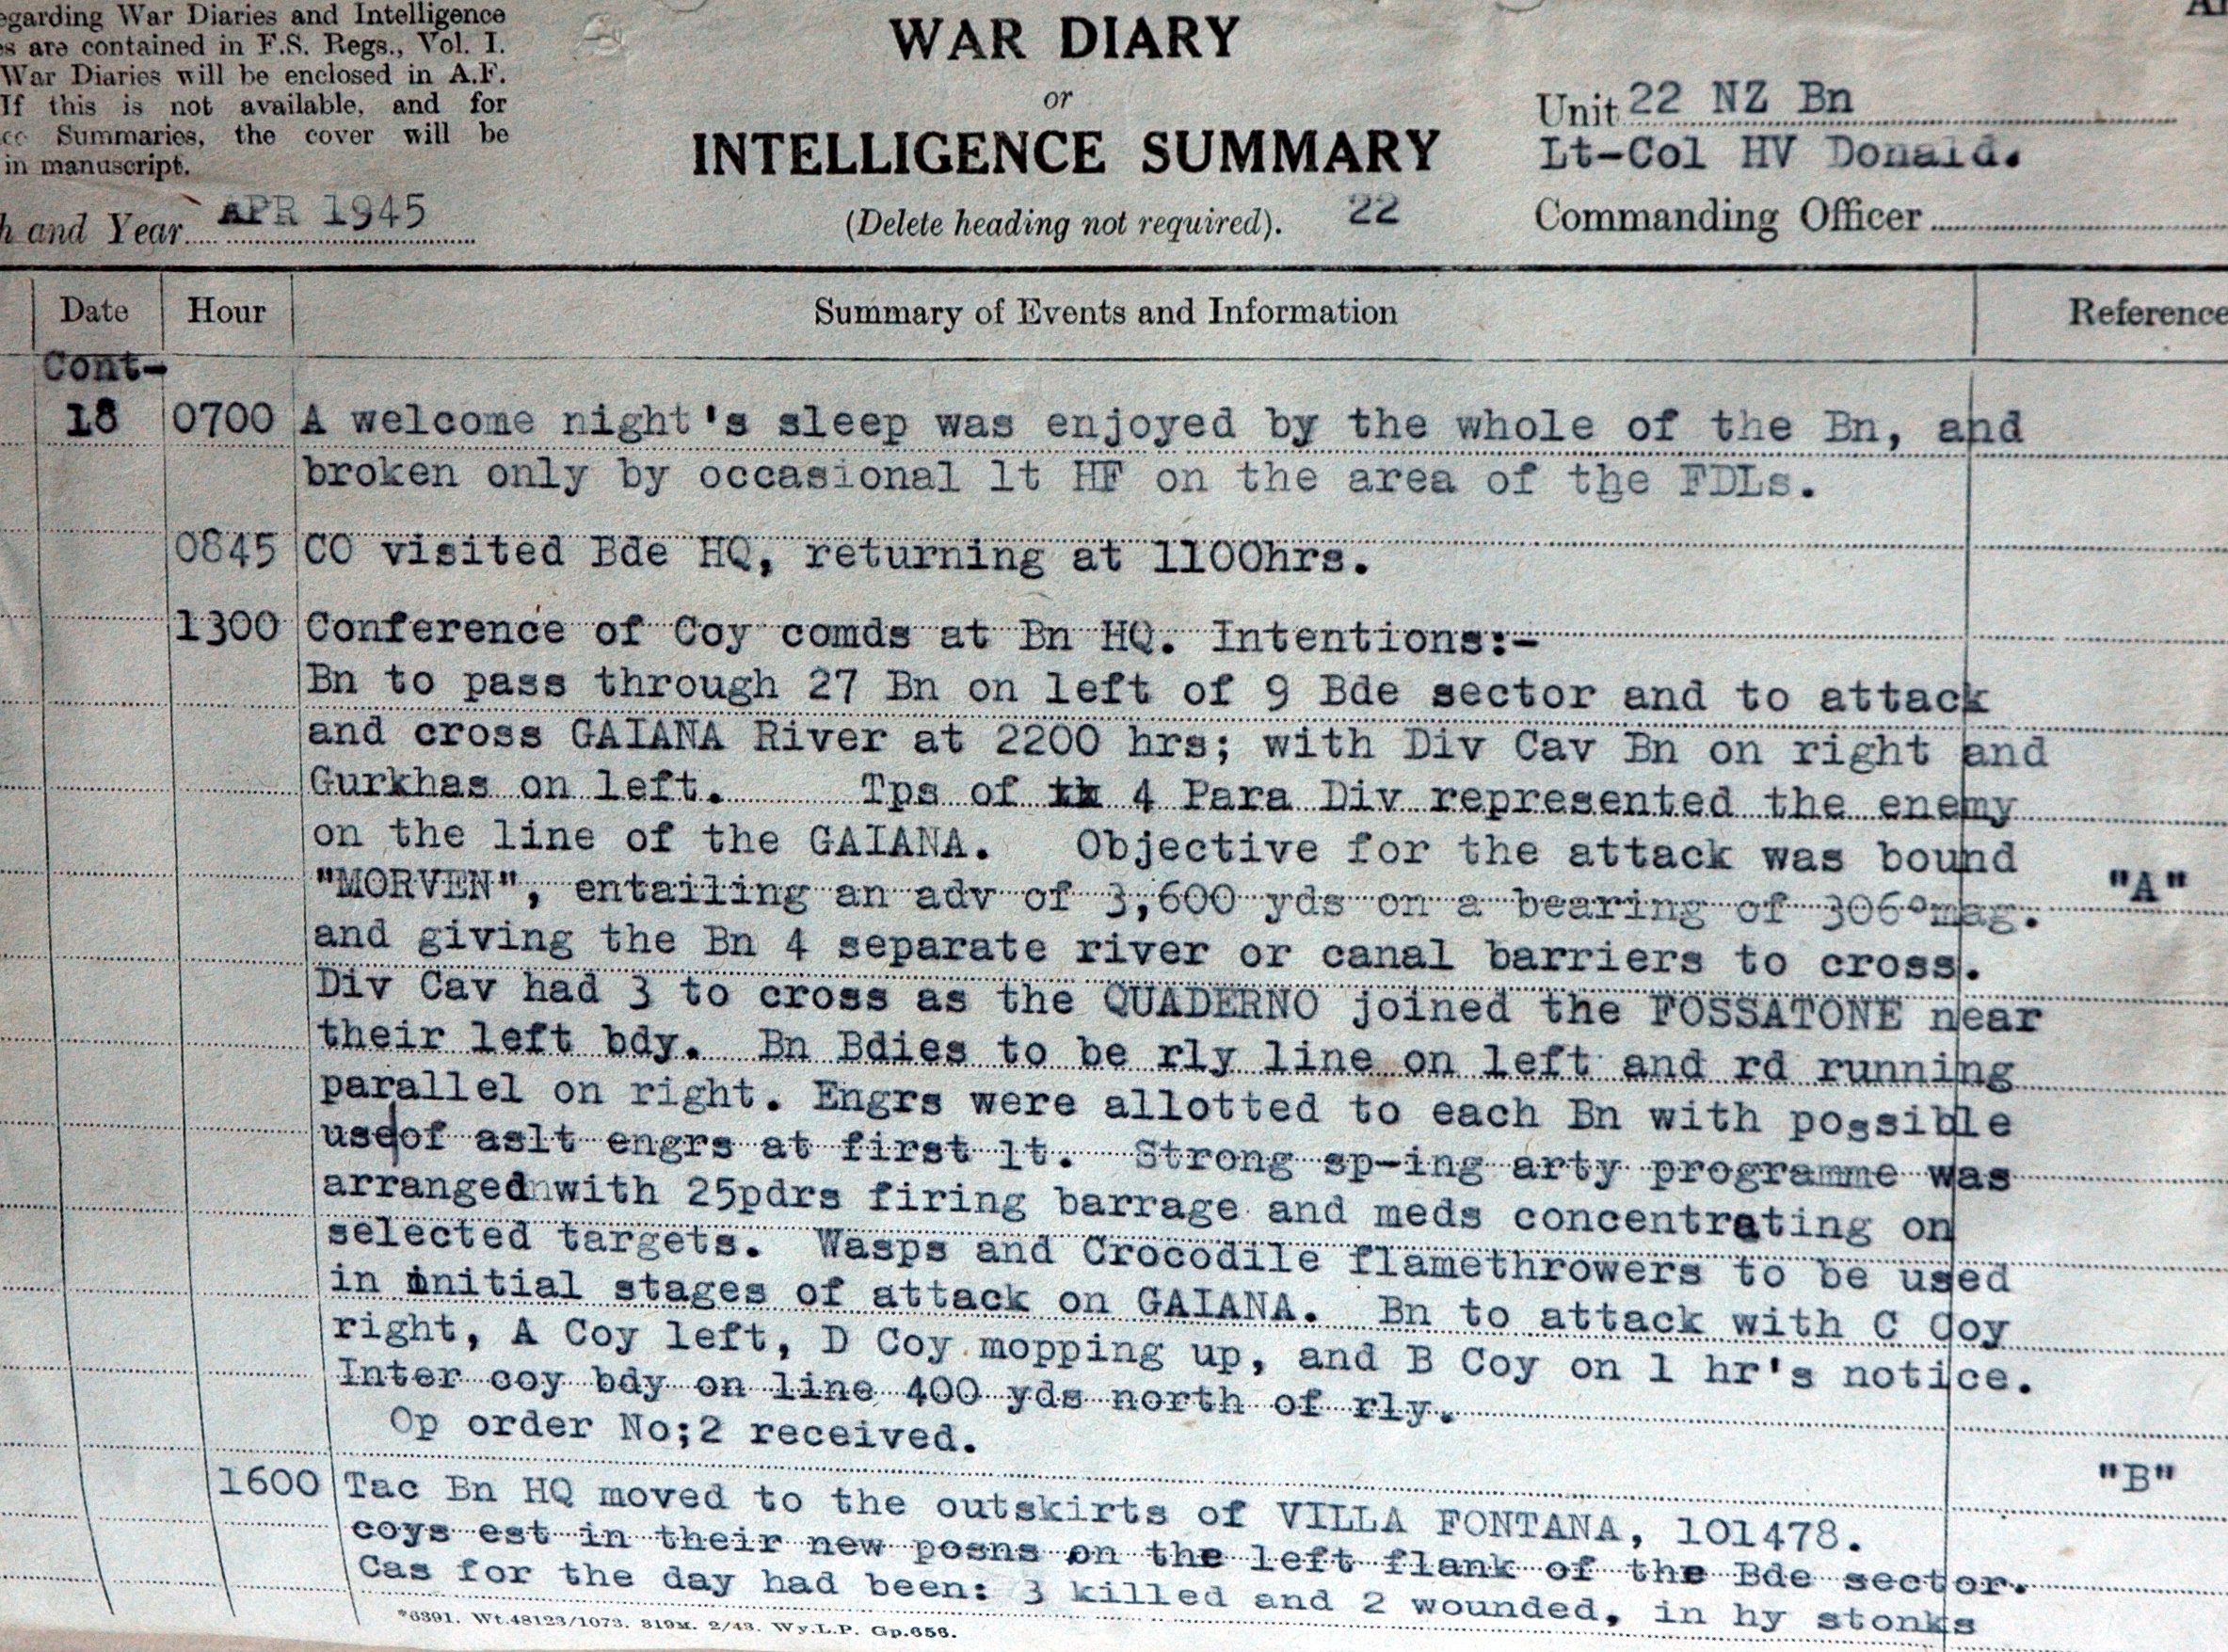 egarding War Diaries and Intelligence
s are contained in F.S. Regs., Vol. I.
War Diaries will be enclosed in A.F.
If this is not available, and for
Summaries, the cover will be
in manuscript.
h and Year APR 1945
WAR DIARY
or
INTELLIGENCE SUMMARY
(Delete heading not required). 22
Unit 22 NZ Bn
Lt-Col HV Donald.
Commanding Officer
Date Hour Summary of Events and Information Reference
Cont-
18 0700 A welcome night's sleep was enjoyed by the whole of the Bn, and
broken only by occasional lt HF on the area of the FDLs.
0845 CO visited Bde HQ, returning at 1100hrs.
1300 Conference of Coy comds at Bn HQ. Intentions:-
Bn to pass through 27 Bn on left of 9 Bde sector and to attack
and cross GAIANA River at 2200 hrs; with Div Cav Bn on right and
Gurkhas on left. Tps of 4 Para Div represented the enemy
on the line of the GAIANA. Objective for the attack was bound
"MORVEN", entailing an adv of 3,600 yds on a bearing of 306°mag. "A"
and giving the Bn 4 separate river or canal barriers to cross.
Div Cav had 3 to cross as the QUADERNO joined the FOSSATONE near
their left bdy. Bn Bdies to be rly line on left and rd running
parallel on right. Engrs were allotted to each Bn with possible
use of aslt engrs at first lt. Strong sp-ing arty programme was
arrangednwith 25pdrs firing barrage and meds concentrating on
selected targets. Wasps and Crocodile flamethrowers to be used
in initial stages of attack on GAIANA. Bn to attack with C Coy
right, A Coy left, D Coy mopping up, and B Coy on 1 hr's notice.
Inter coy bdy on line 400 yds north of rly.
Op order No;2 received. "B"
1600 Tac Bn HQ moved to the outskirts of VILLA FONTANA, 101478.
coys est in their new posns on the left flank of the Bde sector.
Cas for the day had been: 3 killed and 2 wounded, in hy stonks
*6391. Wt.48123/1073. 319M. 2/43. Wy.L.P. Gp.656.